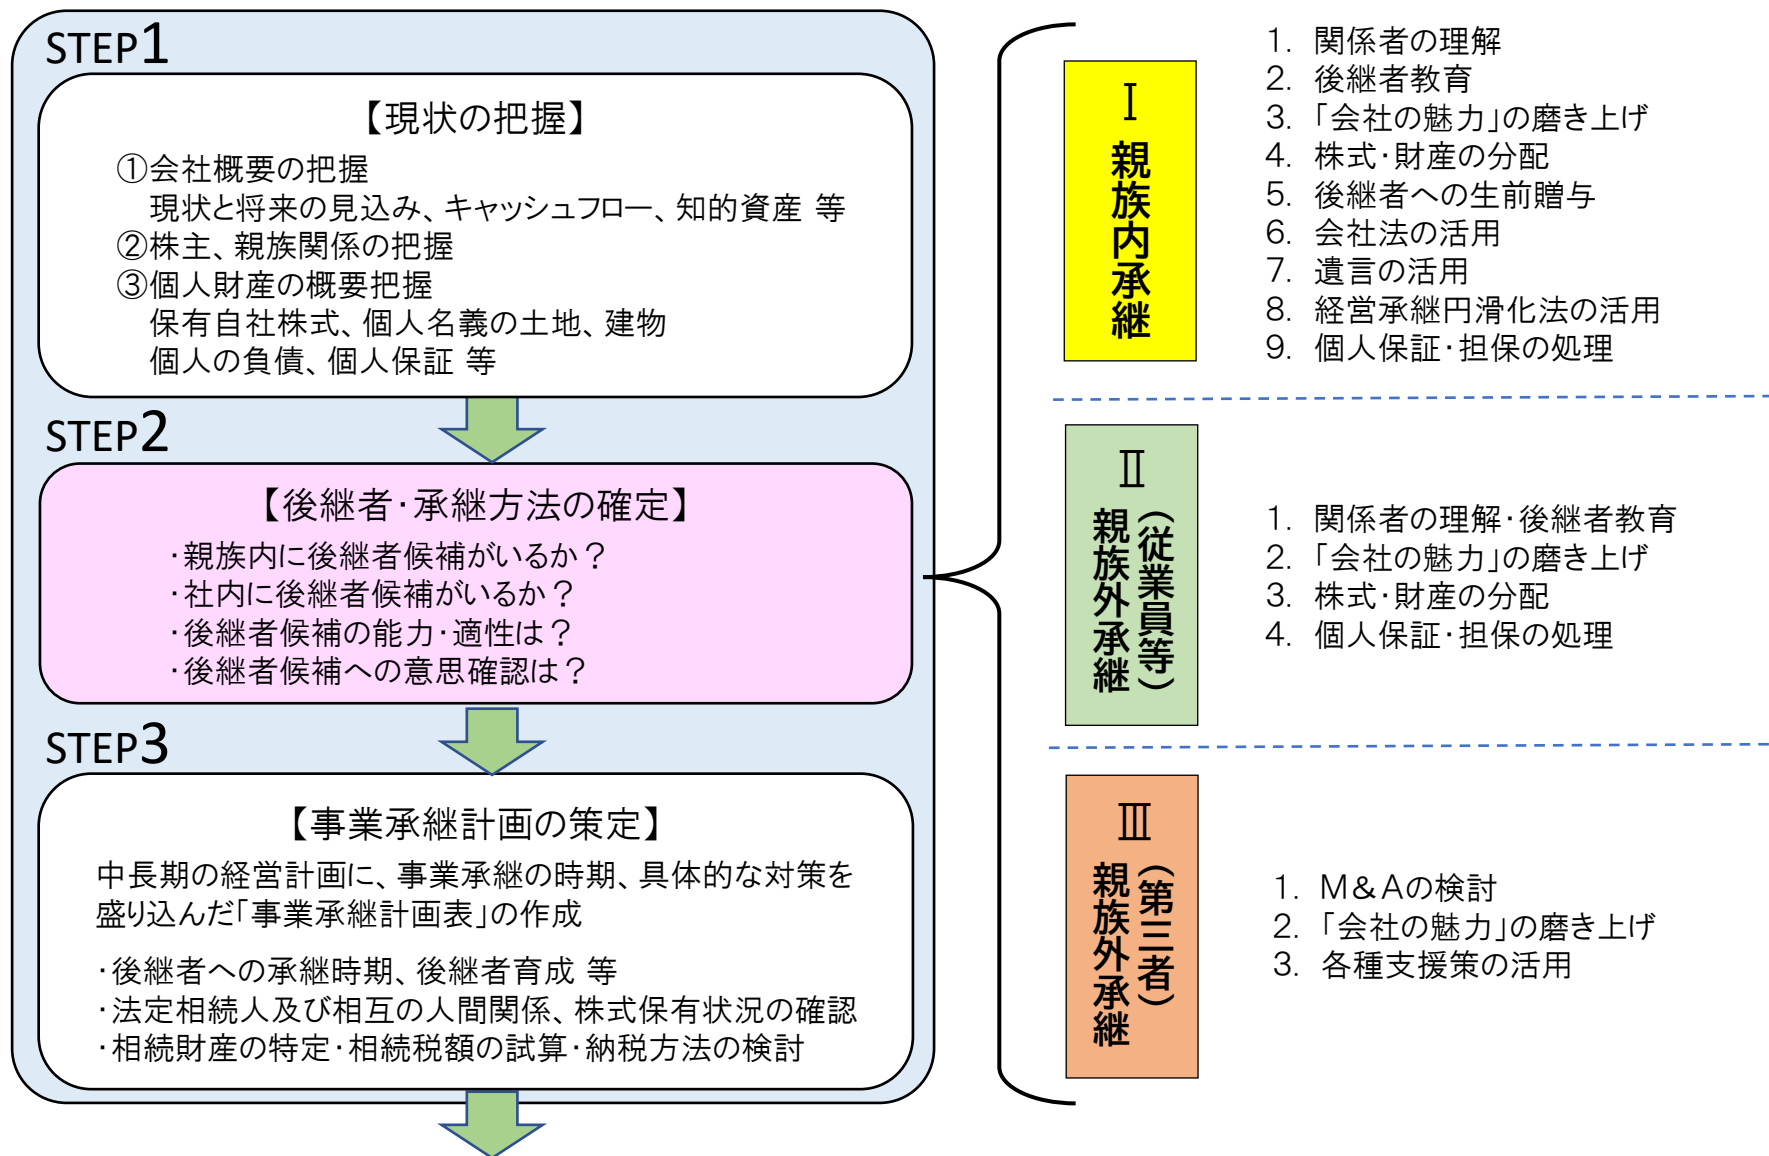 STEP1
【現状の把握】
①会社概要の把握
現状と将来の見込み、キャッシュフロー、知的資産 等
②株主、親族関係の把握
③個人財産の概要把握
保有自社株式、個人名義の土地、建物
個人の負債、個人保証 等
STEP2
【後継者・承継方法の確定】
・親族内に後継者候補がいるか？
・社内に後継者候補がいるか？
・後継者候補の能力・適性は？
・後継者候補への意思確認は？
STEP3
【事業承継計画の策定】
中長期の経営計画に、事業承継の時期、具体的な対策を
盛り込んだ「事業承継計画表」の作成
・後継者への承継時期、後継者育成 等
・法定相続人及び相互の人間関係、株式保有状況の確認
・相続財産の特定・相続税額の試算・納税方法の検討
Ⅰ
親族内承継
1. 関係者の理解
2. 後継者教育
3. 「会社の魅力」の磨き上げ
4. 株式・財産の分配
5. 後継者への生前贈与
6. 会社法の活用
7. 遺言の活用
8. 経営承継円滑化法の活用
9. 個人保証・担保の処理
Ⅱ
（従業員等）
親族外承継
1. 関係者の理解・後継者教育
2. 「会社の魅力」の磨き上げ
3. 株式・財産の分配
4. 個人保証・担保の処理
Ⅲ
（第三者）
親族外承継
1. M＆Aの検討
2. 「会社の魅力」の磨き上げ
3. 各種支援策の活用